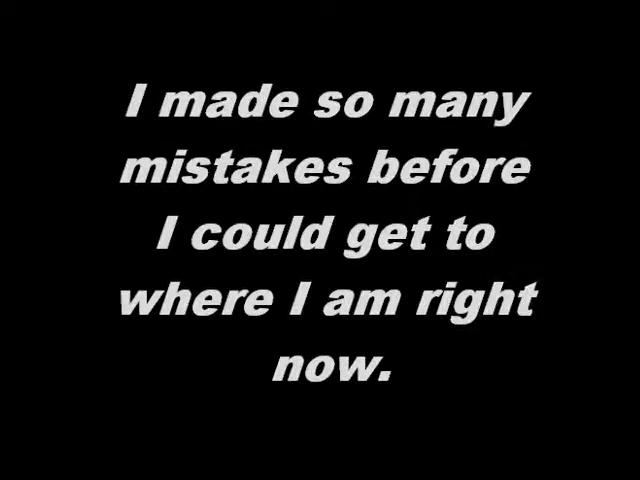 I made so many
mistakes before
I could get to
where I am right
now.